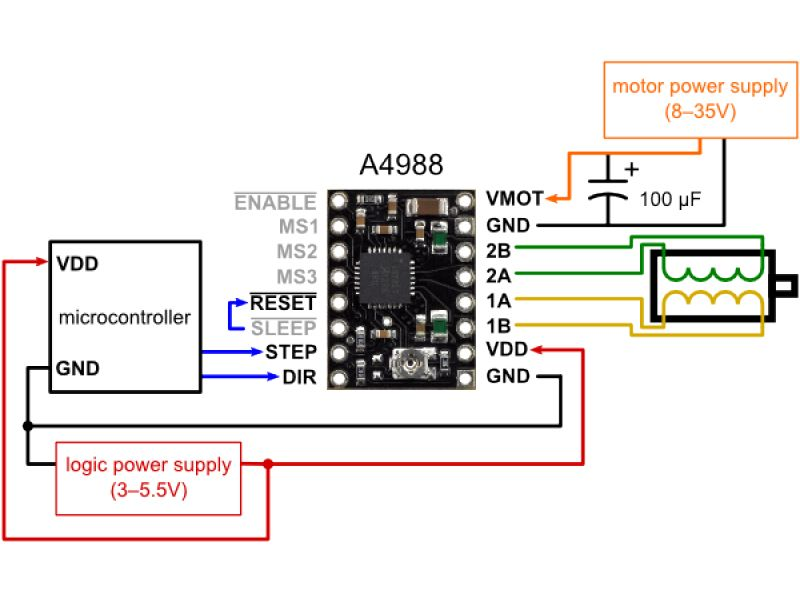 motor power supply
(8–35V)
A4988
ENABLE
MS1
MS2
MS3
RESET
SLEEP
STEP
DIR
VMOT
GND
2B
2A
1A
1B
VDD
GND
+
100 µF
VDD
microcontroller
GND
logic power supply
(3–5.5V)